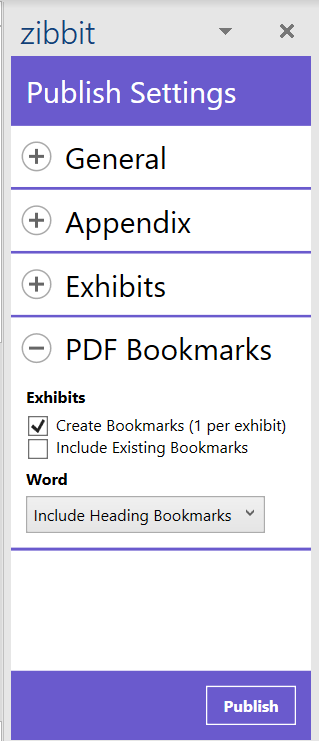 zibbit
Publish Settings
General
Appendix
Exhibits
PDF Bookmarks
Exhibits
Create Bookmarks (1 per exhibit)
Include Existing Bookmarks
Word
Include Heading Bookmarks
Publish